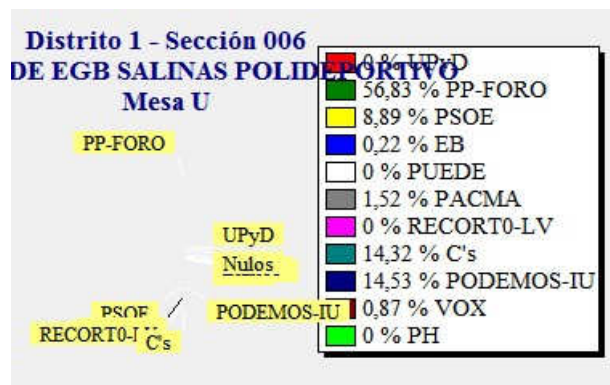 Distrito 1 - Sección 006
DE EGB SALINAS POLIDEPORTIVO
Mesa U
PP-FORO
UPyD
Nulos
PSOE
PODEMOS-IU
RECORT0-LV
C's
0 % UPyD
56,83 % PP-FORO
8,89 % PSOE
0,22 % EB
0 % PUEDE
1,52 % PACMA
0 % RECORT0-LV
14,32 % C's
14,53 % PODEMOS-IU
0,87 % VOX
0 % PH